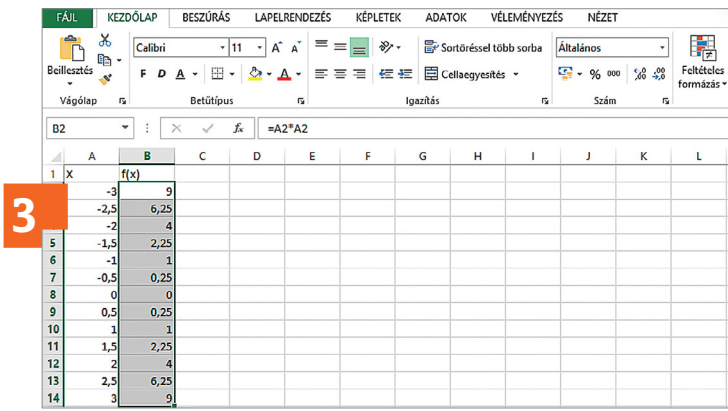 FÁJL KEZDŐLAP BESZÚRÁS LAPELRENDEZÉS KÉPLETEK ADATOK VÉLEMÉNYEZÉS NÉZET
Calibri 11 A A Sortöréssel több sorba Általános
Beillesztés F D A A Cellaegyesítés % 000 ,00 ,0 Feltételes
formázás
Vágólap Betűtípus Igazítás Szám
B2 fx =A2*A2
A B C D E F G H I J K L
1 X f(x)
-3 9
3
-2,5 6,25
-2 4
5 -1,5 2,25
6 -1 1
7 -0,5 0,25
8 0 0
9 0,5 0,25
10 1 1
11 1,5 2,25
12 2 4
13 2,5 6,25
14 3 9